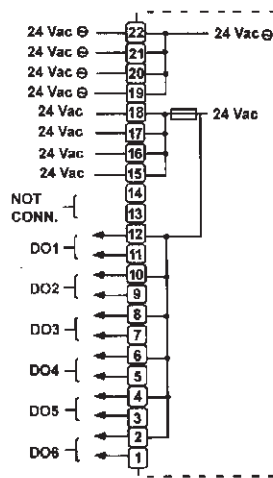 24 Vac ⊖ 22 24 Vac ⊖
24 Vac ⊖ 21
24 Vac ⊖ 20
24 Vac ⊖ 19
24 Vac 18 24 Vac
24 Vac 17
24 Vac 16
24 Vac 15
NOT CONN. 14 13
DO1 12 11
DO2 10 9
DO3 8 7
DO4 6 5
DO5 4 3
DO6 2 1